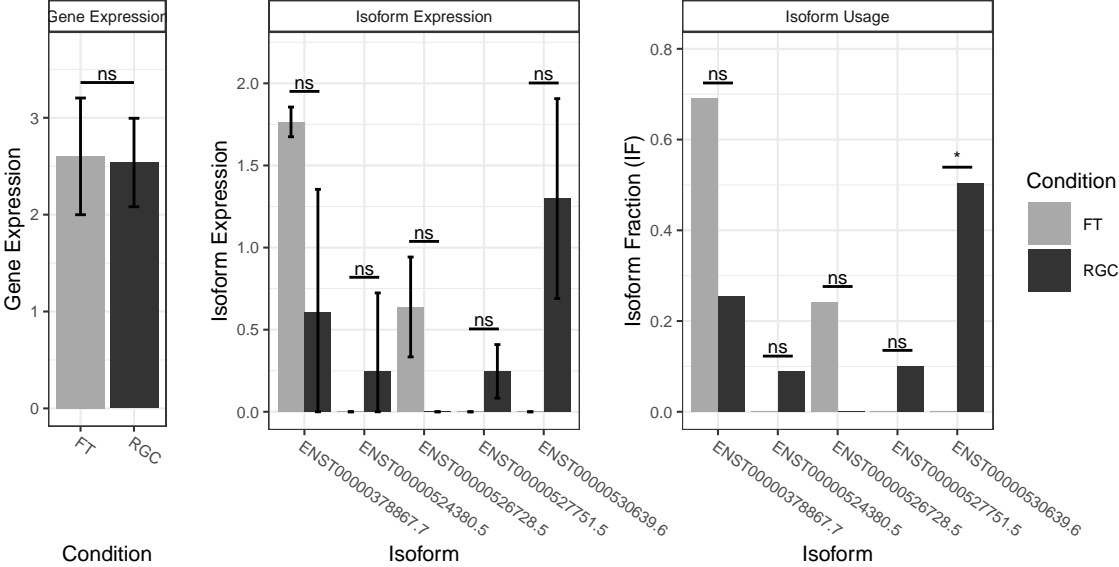 Gene Expression
Isoform Expression
Isoform Usage
Gene Expression
0
1
2
3
ns
FT
RGC
Condition
Isoform Expression
0.0
0.5
1.0
1.5
2.0
ns
ns
ns
ns
ns
ENST00000378867.7
ENST00000524380.5
ENST00000526728.5
ENST00000527751.5
ENST00000530639.6
Isoform
Isoform Fraction (IF)
0.0
0.2
0.4
0.6
0.8
ns
ns
ns
ns
*
ENST00000378867.7
ENST00000524380.5
ENST00000526728.5
ENST00000527751.5
ENST00000530639.6
Isoform
Condition
FT
RGC